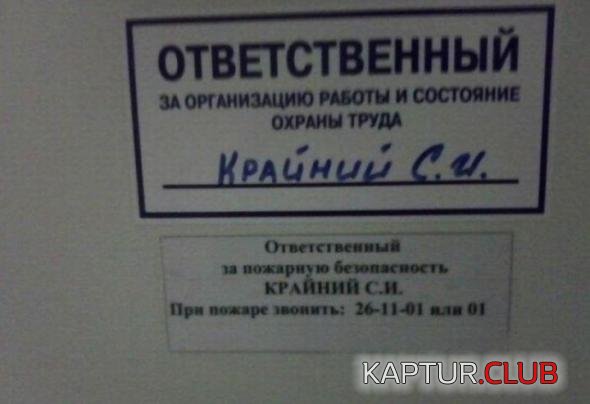 ОТВЕТСТВЕННЫЙ
ЗА ОРГАНИЗАЦИЮ РАБОТЫ И СОСТОЯНИЕ
ОХРАНЫ ТРУДА
КРАЙНИЙ С.И.
Ответственный
за пожарную безопасность
КРАЙНИЙ С.И.
При пожаре звонить: 26-11-01 или 01
KAPTUR.CLUB